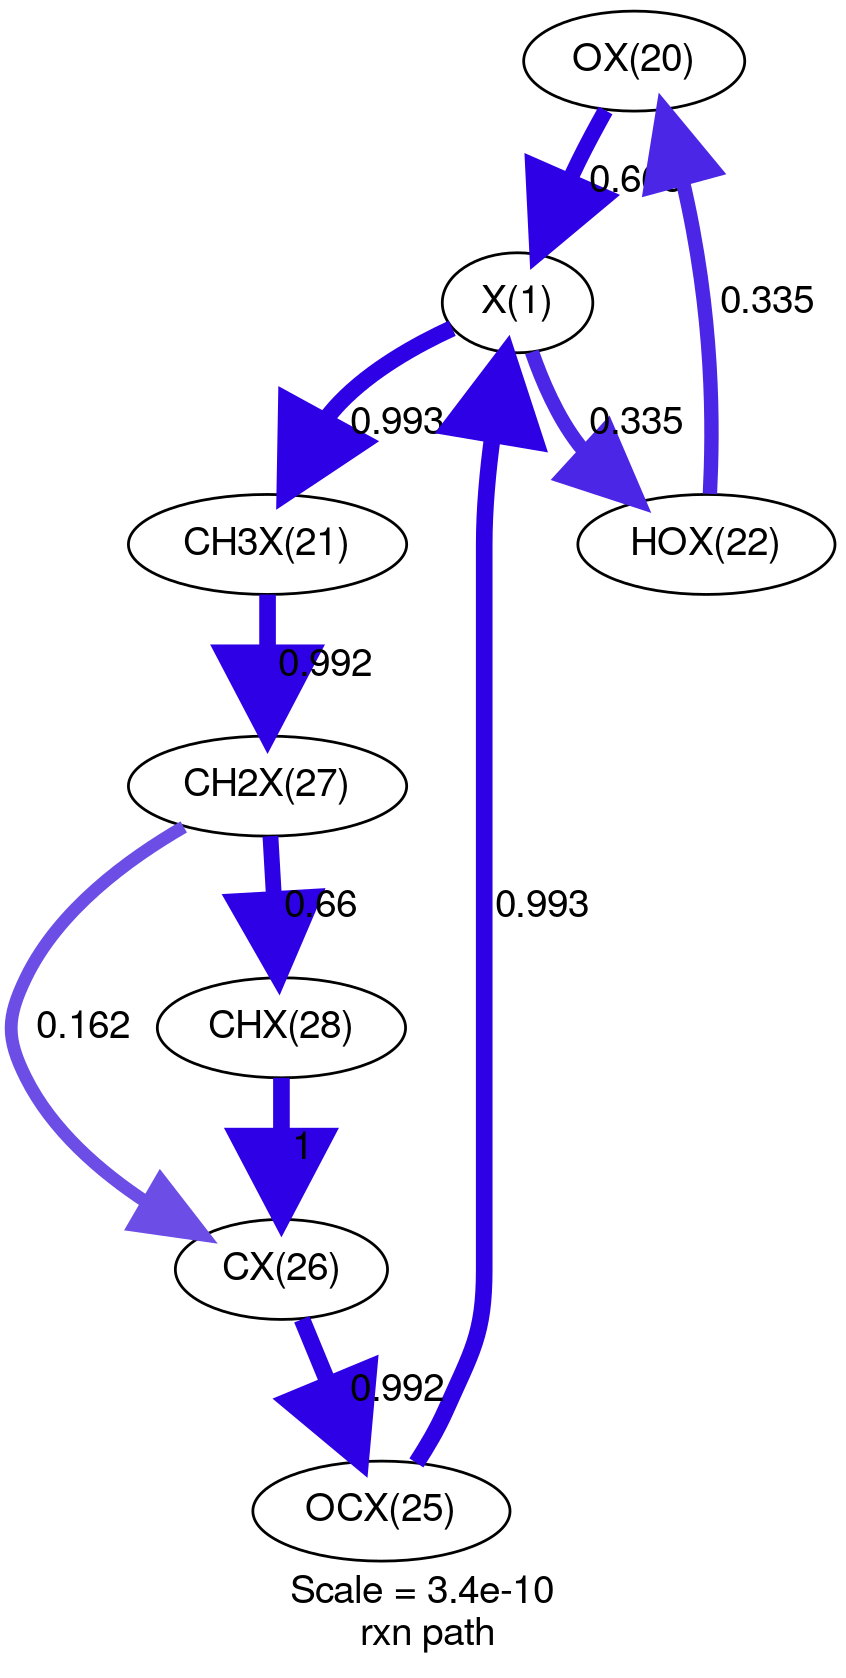 OX(20)
X(1)
0.335
0.993
0.335
CH3X(21)
HOX(22)
0.992
CH2X(27)
0.66
0.993
0.162
CHX(28)
1
CX(26)
0.992
OCX(25)
Scale = 3.4e-10
rxn path